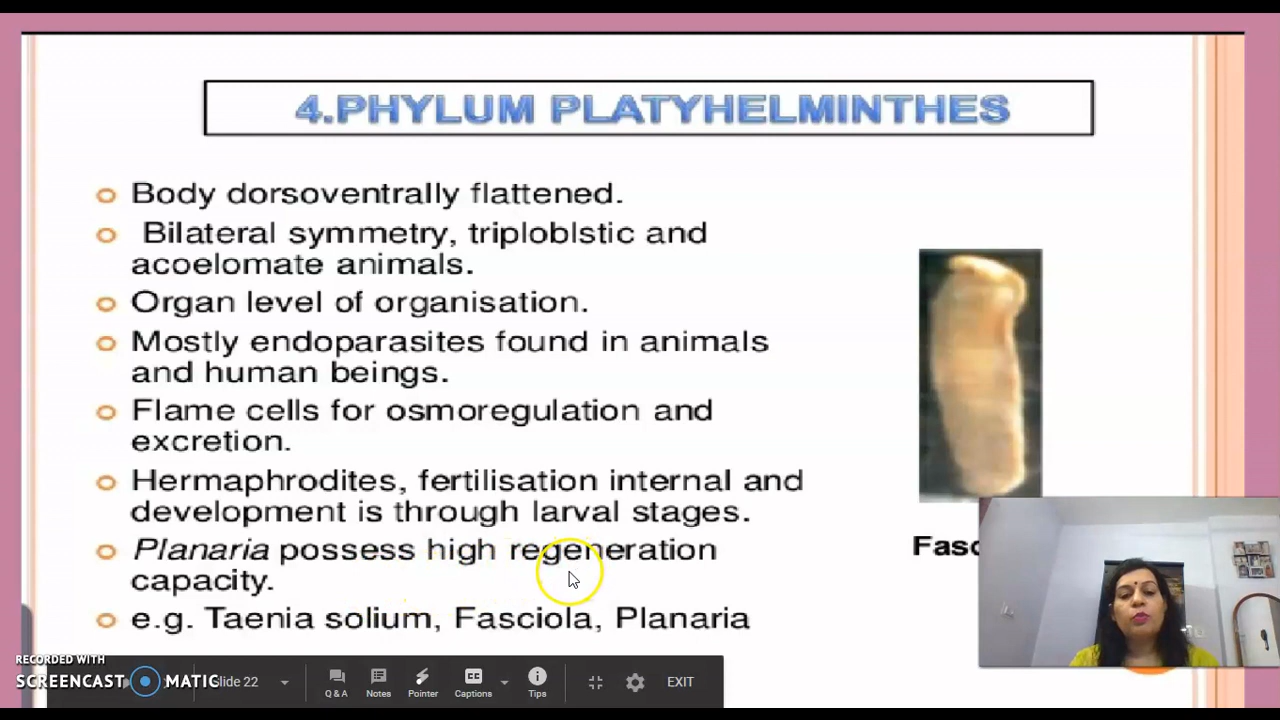 4.PHYLUM PLATYHELMINTHES
Body dorsoventrally flattened.
Bilateral symmetry, triploblstic and
acoelomate animals.
Organ level of organisation.
Mostly endoparasites found in animals
and human beings.
Flame cells for osmoregulation and
excretion.
Hermaphrodites, fertilisation internal and
development is through larval stages.
Planaria possess high regeneration
capacity.
e.g. Taenia solium, Fasciola, Planaria
RECORDED WITH
SCREENCAST MATIC
Q & A
Notes
Pointer
Captions
Tips
EXIT